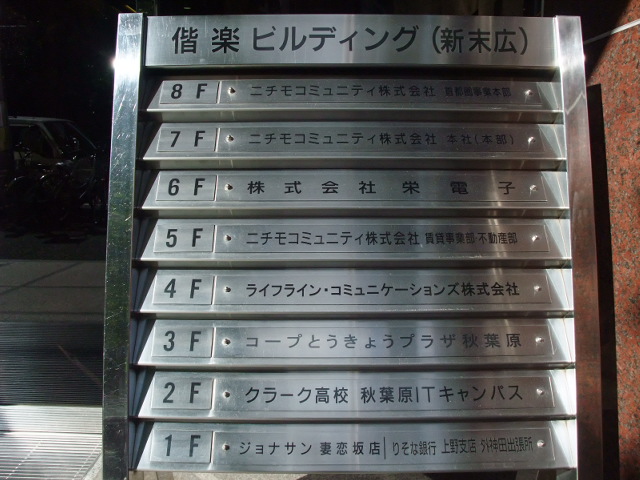 偕楽ビルディング(新末広)
8F ニチモコミュニティ株式会社 首都圏事業本部
7F ニチモコミュニティ株式会社 本社(本部)
6F 株式会社栄電子
5F ニチモコミュニティ株式会社 賃貸事業部・不動産部
4F ライフライン・コミュニケーションズ株式会社
3F コープとうきょうプラザ秋葉原
2F クラーク高校 秋葉原ITキャンパス
1F ジョナサン 妻恋坂店 | りそな銀行 上野支店 外神田出張所